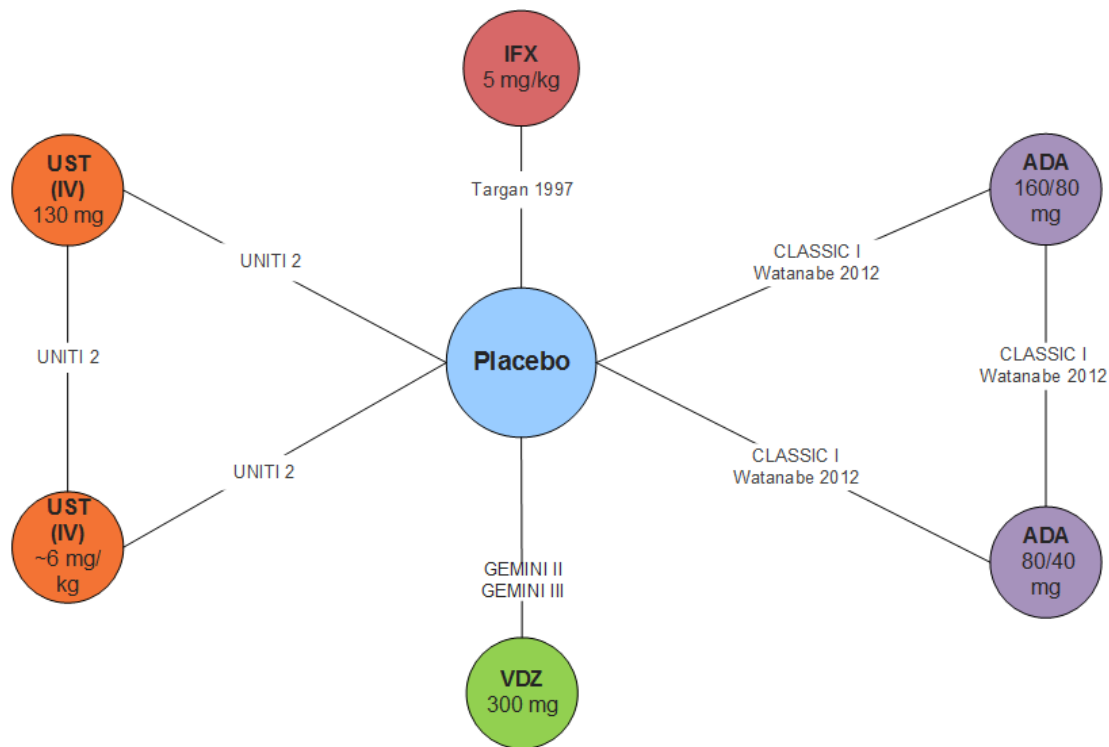 IFX
5 mg/kg
UST
(IV)
130 mg
ADA
160/80
mg
Targan 1997
UNITI 2
CLASSIC I
Watanabe 2012
UNITI 2
Placebo
CLASSIC I
Watanabe 2012
UNITI 2
CLASSIC I
Watanabe 2012
UST
(IV)
~6 mg/
kg
GEMINI II
GEMINI III
ADA
80/40
mg
VDZ
300 mg